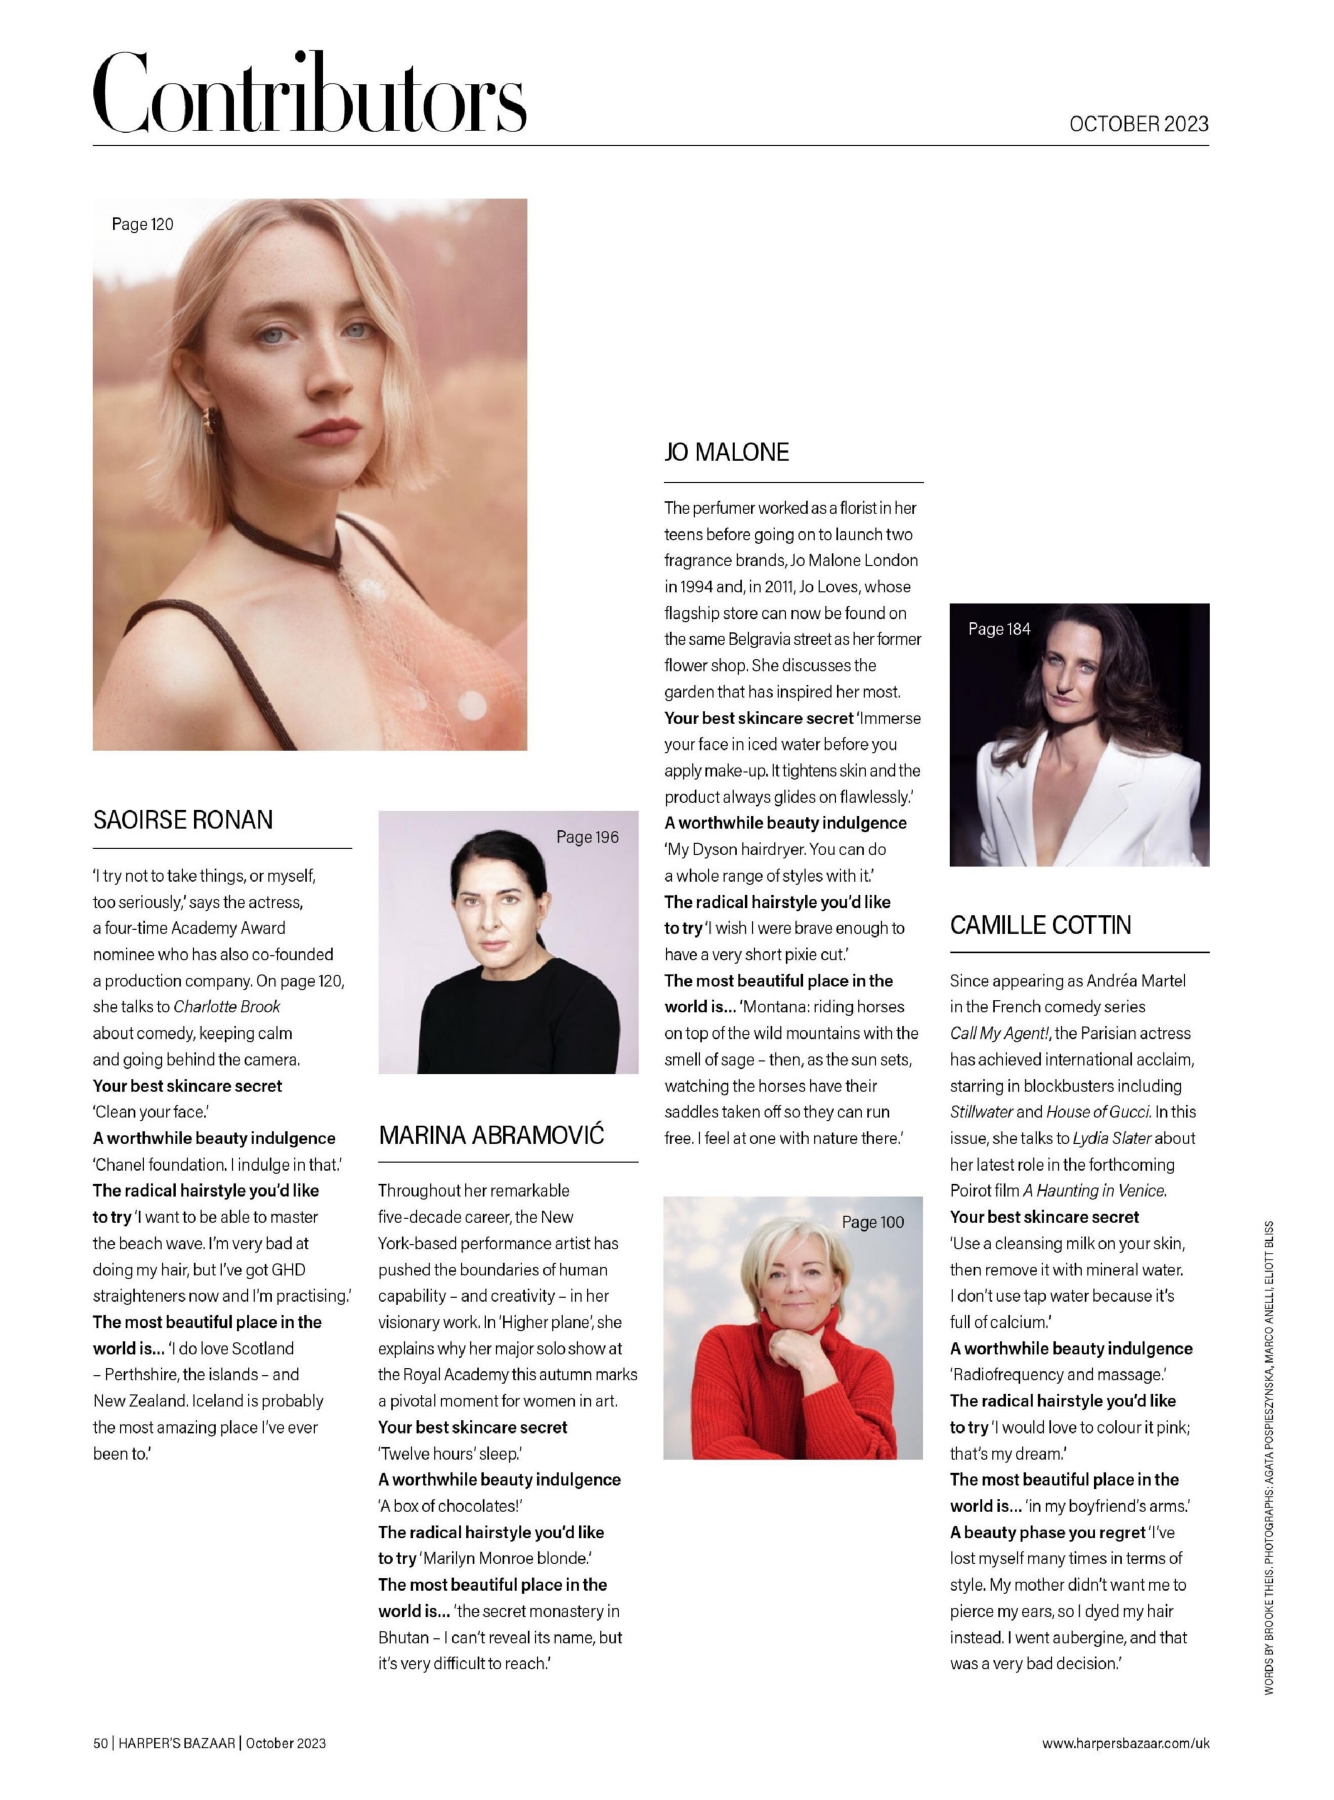 Contributors
OCTOBER 2023
Page 120
SAOIRSE RONAN
‘I try not to take things, or myself,
too seriously,’ says the actress,
a four-time Academy Award
nominee who has also co-founded
a production company. On page 120,
she talks to Charlotte Brook
about comedy, keeping calm
and going behind the camera.
Your best skincare secret
‘Clean your face.’
A worthwhile beauty indulgence
‘Chanel foundation. I indulge in that.’
The radical hairstyle you’d like
to try ‘I want to be able to master
the beach wave. I’m very bad at
doing my hair, but I’ve got GHD
straighteners now and I’m practising.’
The most beautiful place in the
world is... ‘I do love Scotland
– Perthshire, the islands – and
New Zealand. Iceland is probably
the most amazing place I’ve ever
been to.’
Page 196
MARINA ABRAMOVIĆ
Throughout her remarkable
five-decade career, the New
York-based performance artist has
pushed the boundaries of human
capability – and creativity – in her
visionary work. In ‘Higher plane’, she
explains why her major solo show at
the Royal Academy this autumn marks
a pivotal moment for women in art.
Your best skincare secret
‘Twelve hours’ sleep.’
A worthwhile beauty indulgence
‘A box of chocolates!’
The radical hairstyle you’d like
to try ‘Marilyn Monroe blonde.’
The most beautiful place in the
world is... ‘the secret monastery in
Bhutan – I can’t reveal its name, but
it’s very difficult to reach.’
JO MALONE
The perfumer worked as a florist in her
teens before going on to launch two
fragrance brands, Jo Malone London
in 1994 and, in 2011, Jo Loves, whose
flagship store can now be found on
the same Belgravia street as her former
flower shop. She discusses the
garden that has inspired her most.
Your best skincare secret ‘Immerse
your face in iced water before you
apply make-up. It tightens skin and the
product always glides on flawlessly.’
A worthwhile beauty indulgence
‘My Dyson hairdryer. You can do
a whole range of styles with it.’
The radical hairstyle you’d like
to try ‘I wish I were brave enough to
have a very short pixie cut.’
The most beautiful place in the
world is... ‘Montana: riding horses
on top of the wild mountains with the
smell of sage – then, as the sun sets,
watching the horses have their
saddles taken off so they can run
free. I feel at one with nature there.’
Page 100
Page 184
CAMILLE COTTIN
Since appearing as Andréa Martel
in the French comedy series
Call My Agent!, the Parisian actress
has achieved international acclaim,
starring in blockbusters including
Stillwater and House of Gucci. In this
issue, she talks to Lydia Slater about
her latest role in the forthcoming
Poirot film A Haunting in Venice.
Your best skincare secret
‘Use a cleansing milk on your skin,
then remove it with mineral water.
I don’t use tap water because it’s
full of calcium.’
A worthwhile beauty indulgence
‘Radiofrequency and massage.’
The radical hairstyle you’d like
to try ‘I would love to colour it pink;
that’s my dream.’
The most beautiful place in the
world is... ‘in my boyfriend’s arms.’
A beauty phase you regret ‘I’ve
lost myself many times in terms of
style. My mother didn’t want me to
pierce my ears, so I dyed my hair
instead. I went aubergine, and that
was a very bad decision.’
WORDS BY BROOKE THEIS. PHOTOGRAPHS: AGATA POSPIESZYNSKA, MARCO ANELLI, ELIOTT BLISS
50 | HARPER’S BAZAAR | October 2023
www.harpersbazaar.com/uk